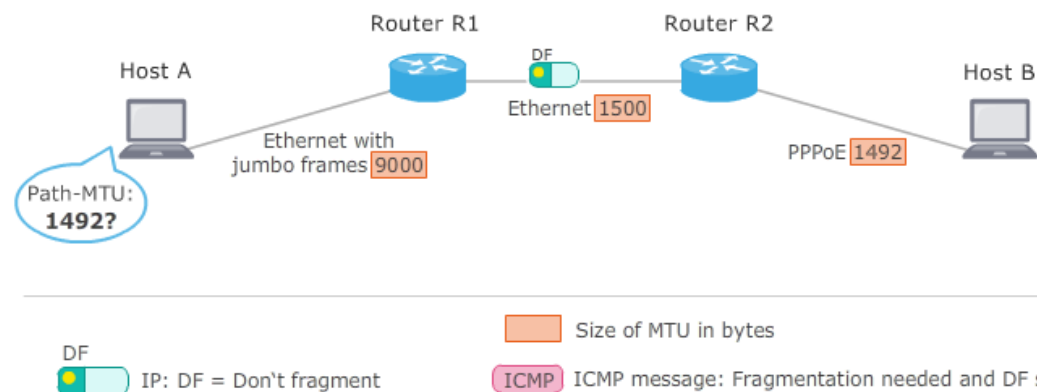 Router R1
Router R2
DF
Host A
Host B
Ethernet 1500
Ethernet with
jumbo frames 9000
PPPoE 1492
Path-MTU:
1492?
Size of MTU in bytes
DF
IP: DF = Don't fragment
ICMP
ICMP message: Fragmentation needed and DF